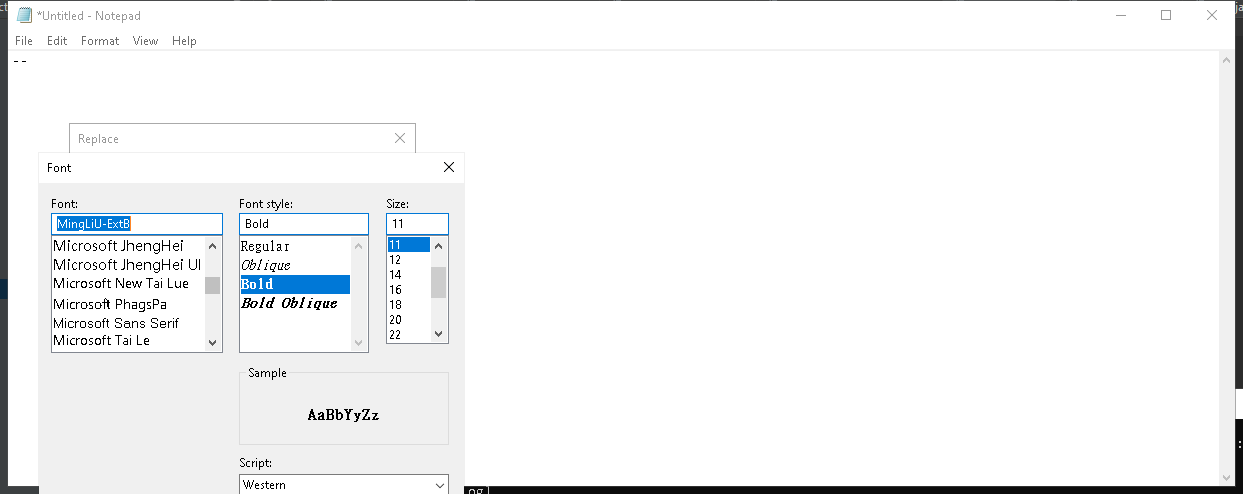 *Untitled - Notepad
File Edit Format View Help
--
Replace
Font
Font: Font style: Size:
MingLiU-ExtB Bold 11
Microsoft JhengHei Regular 11
Microsoft JhengHei UI Oblique 12
Microsoft New Tai Lue Bold 14
Microsoft PhagsPa Bold Oblique 16
Microsoft Sans Serif 18
Microsoft Tai Le 20
22
Sample
AaBbYyZz
Script:
Western